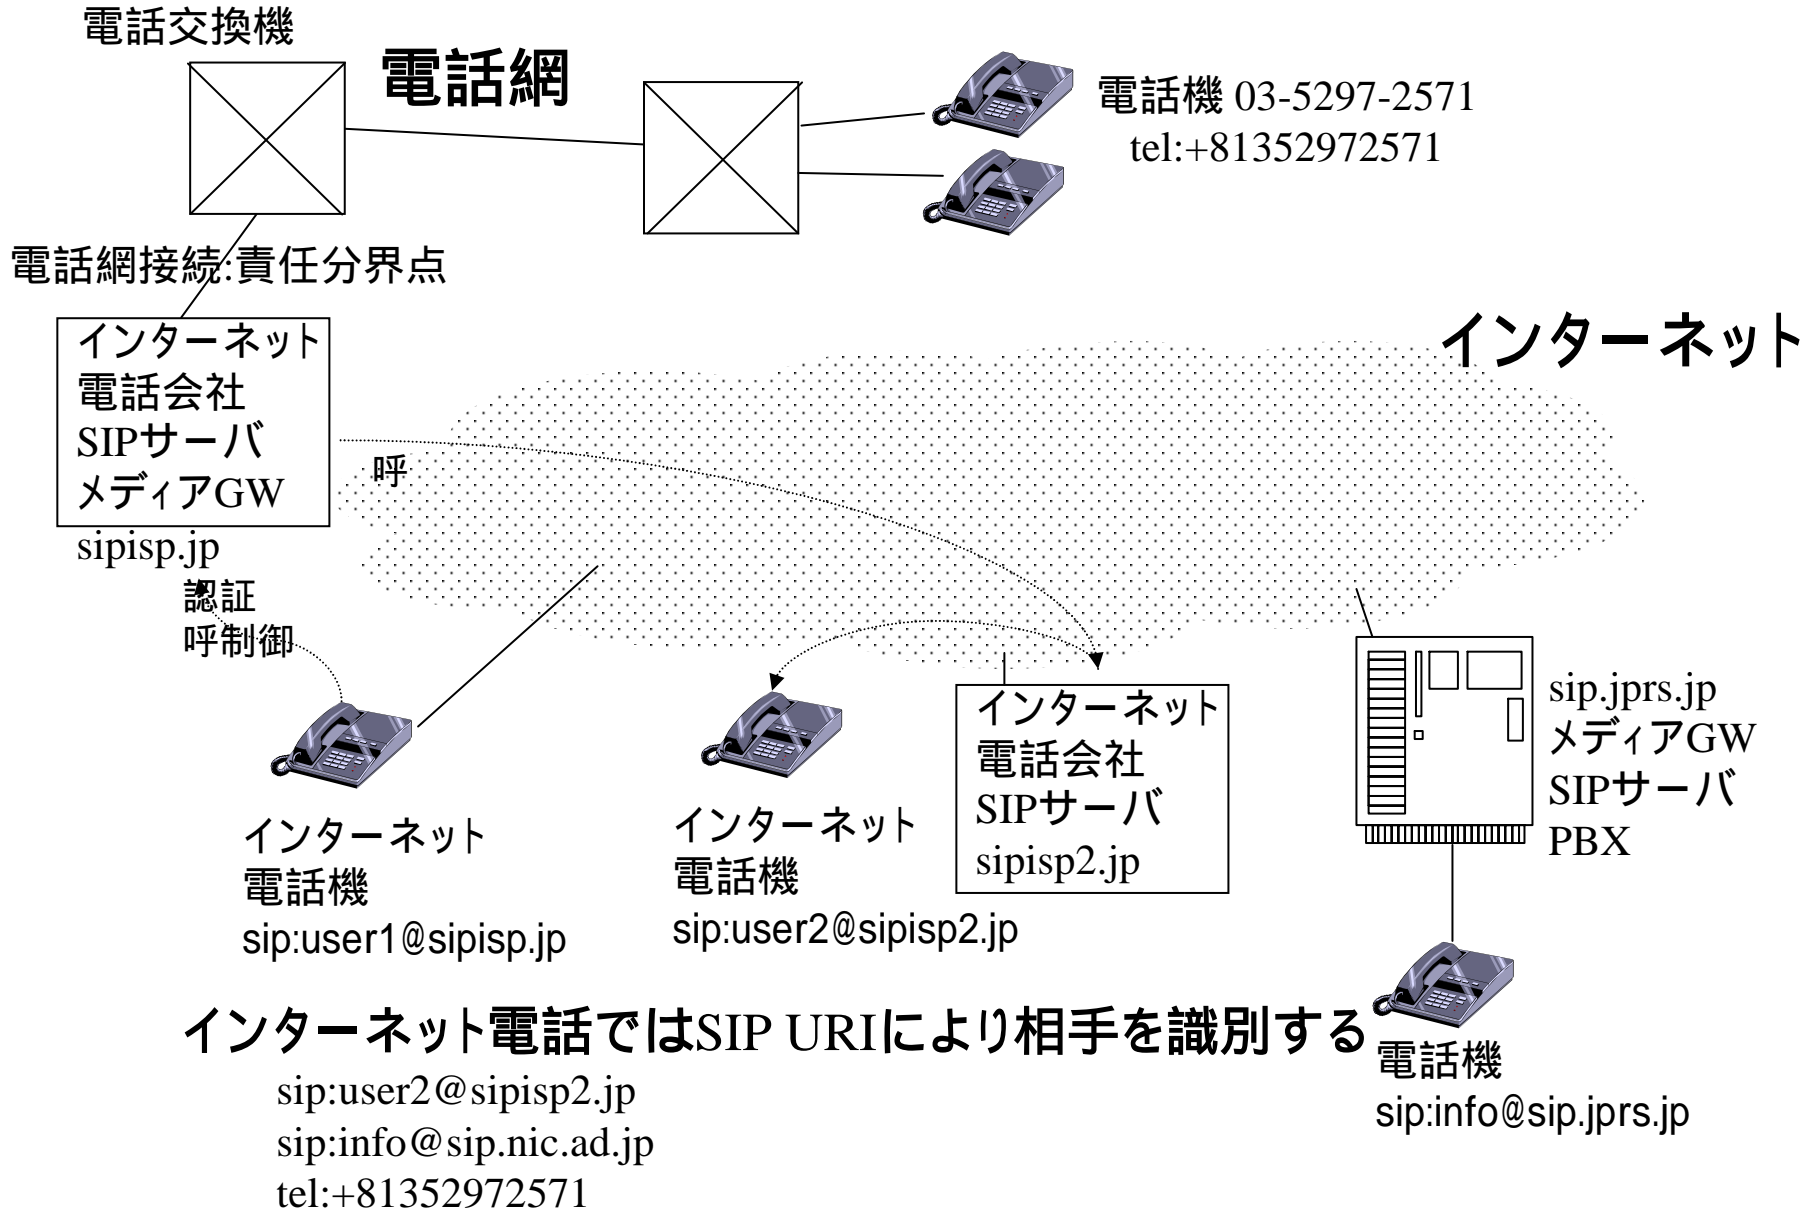 電話交換機
電話網
電話機 03-5297-2571
tel:+81352972571
電話網接続:責任分界点
インターネット
インターネット
電話会社
SIPサーバ
メディアGW
sipisp.jp
呼
認証
呼制御
インターネット
電話機
sip:user1@sipisp.jp
インターネット
電話機
sip:user2@sipisp2.jp
インターネット
電話会社
SIPサーバ
sipisp2.jp
sip.jprs.jp
メディアGW
SIPサーバ
PBX
電話機
sip:info@sip.jprs.jp
インターネット電話ではSIP URIにより相手を識別する
sip:user2@sipisp2.jp
sip:info@sip.nic.ad.jp
tel:+81352972571